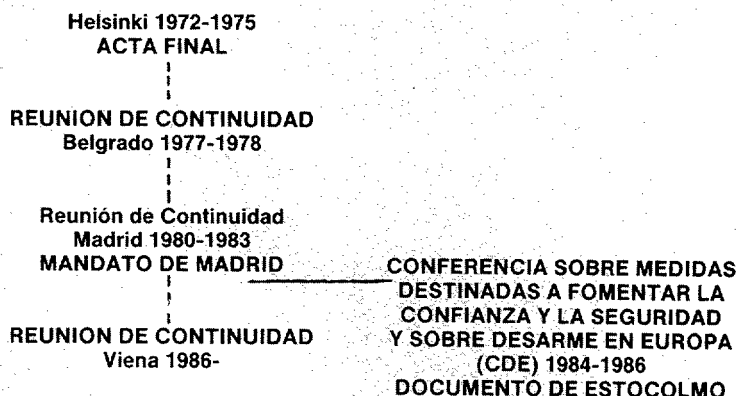 Helsinki 1972-1975
ACTA FINAL
REUNION DE CONTINUIDAD
Belgrado 1977-1978
Reunión de Continuidad
Madrid 1980-1983
MANDATO DE MADRID
REUNION DE CONTINUIDAD
Viena 1986-
CONFERENCIA SOBRE MEDIDAS
DESTINADAS A FOMENTAR LA
CONFIANZA Y LA SEGURIDAD
Y SOBRE DESARME EN EUROPA
(CDE) 1984-1986
DOCUMENTO DE ESTOCOLMO